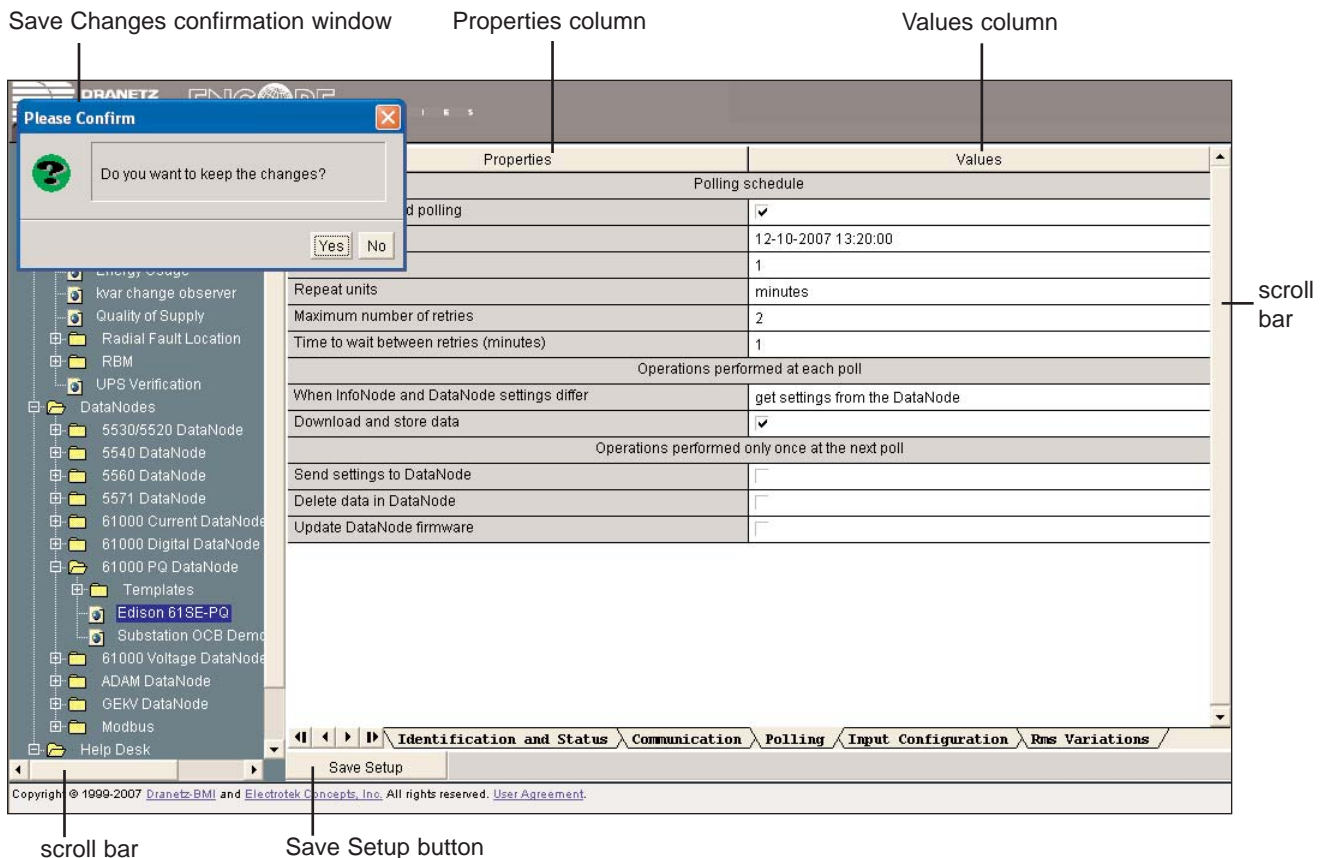 Save Changes confirmation window
Properties column
Values column
DRANETZ
I E S
Please Confirm
Do you want to keep the changes?
Yes No
Properties Values
Polling schedule
d polling
12-10-2007 13:20:00
1
Repeat units minutes
Maximum number of retries 2
Time to wait between retries (minutes) 1
Operations performed at each poll
When InfoNode and DataNode settings differ get settings from the DataNode
Download and store data
Operations performed only once at the next poll
Send settings to DataNode
Delete data in DataNode
Update DataNode firmware
Energy Usage
kvar change observer
Quality of Supply
Radial Fault Location
RBM
UPS Verification
DataNodes
5530/5520 DataNode
5540 DataNode
5560 DataNode
5571 DataNode
61000 Current DataNode
61000 Digital DataNode
61000 PQ DataNode
Templates
Edison 61SE-PQ
Substation OCB Demo
61000 Voltage DataNode
ADAM DataNode
GEkV DataNode
Modbus
Help Desk
Identification and Status Communication Polling Input Configuration Rms Variations
Save Setup
Copyright © 1999-2007 Dranetz-BMI and Electrotek Concepts, Inc. All rights reserved. User Agreement.
scroll
bar
scroll bar
Save Setup button